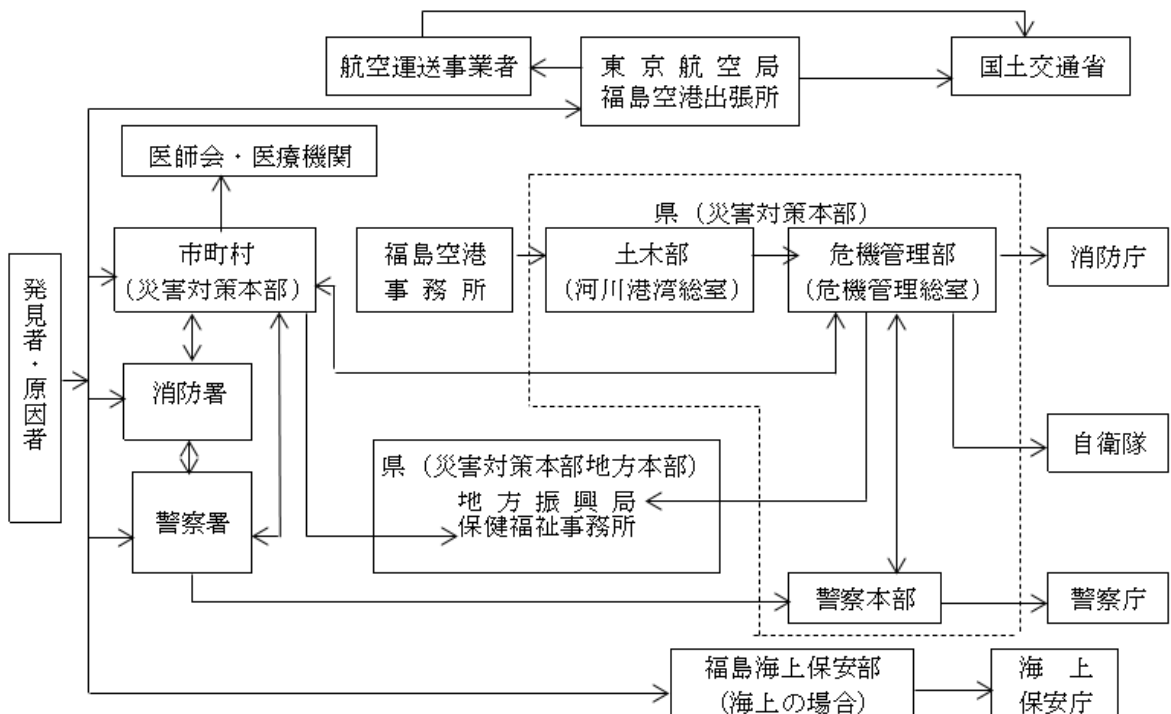 航空運送事業者
東京航空局
福島空港出張所
国土交通省
医師会・医療機関
県（災害対策本部）
市町村
（災害対策本部）
福島空港
事務所
土木部
（河川港湾総室）
危機管理部
（危機管理総室）
消防庁
発見者・原因者
消防署
自衛隊
県（災害対策本部地方本部）
地方振興局
保健福祉事務所
警察署
警察本部
警察庁
福島海上保安部
（海上の場合）
海上
保安庁